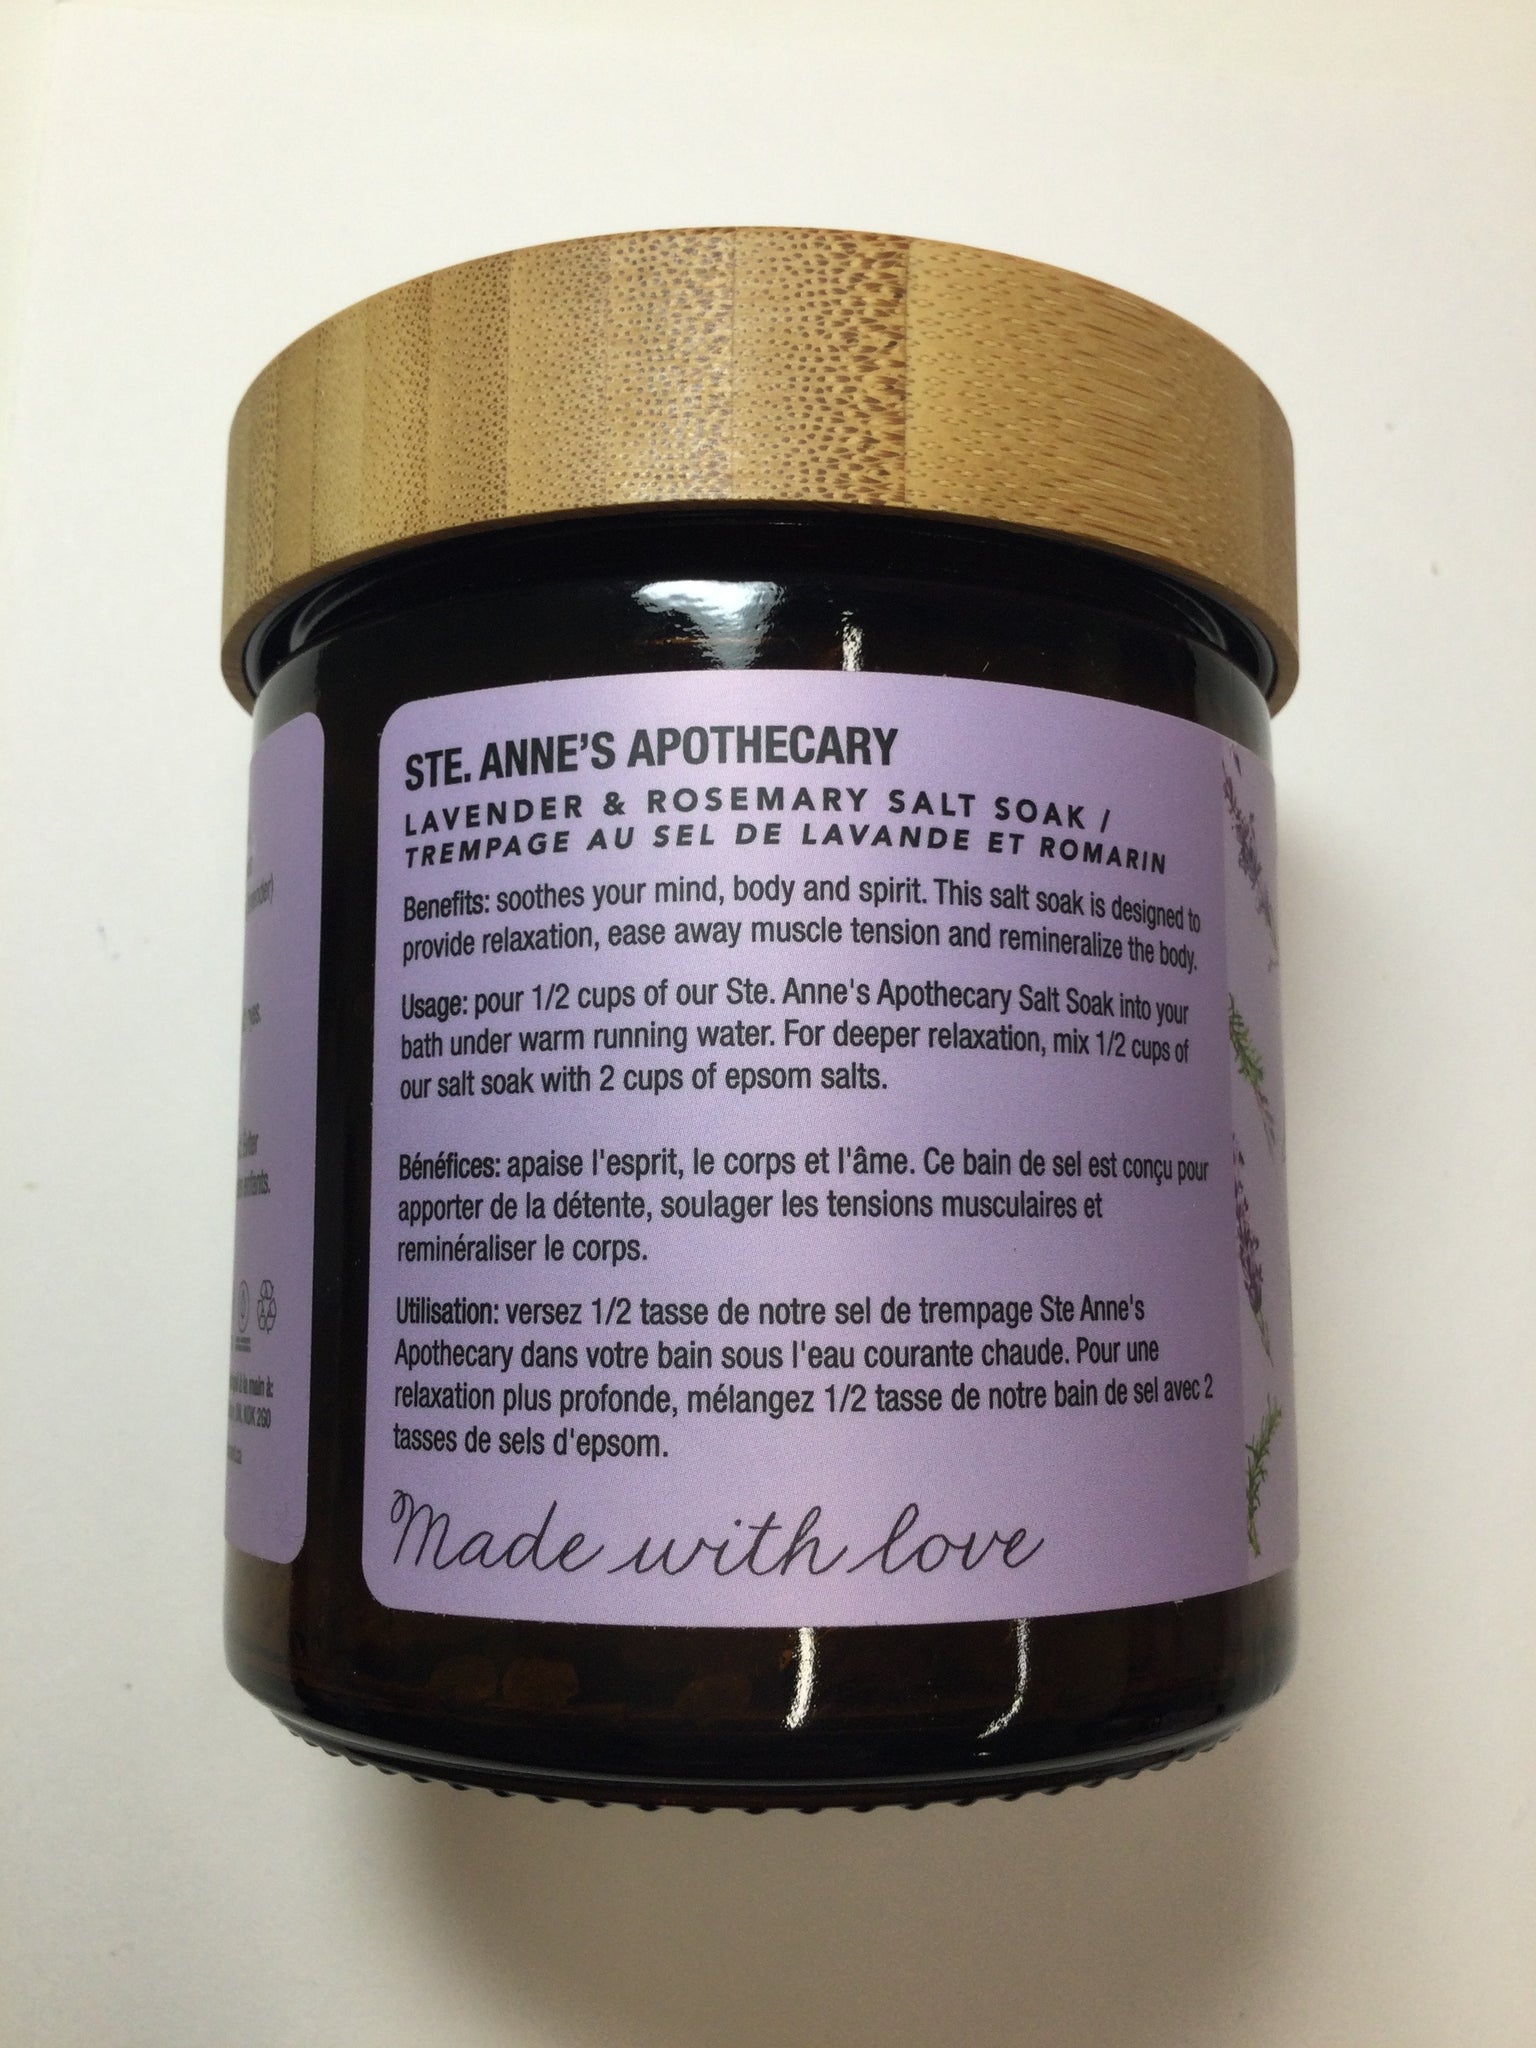 STE. ANNE'S APOTHECARY
LAVENDER & ROSEMARY SALT SOAK /
TREMPAGE AU SEL DE LAVANDE ET ROMARIN
Benefits: soothes your mind, body and spirit. This salt soak is designed to
provide relaxation, ease away muscle tension and remineralize the body.
Usage: pour 1/2 cups of our Ste. Anne's Apothecary Salt Soak into your
bath under warm running water. For deeper relaxation, mix 1/2 cups of
our salt soak with 2 cups of epsom salts.
Bénéfices: apaise l'esprit, le corps et l'âme. Ce bain de sel est conçu pour
apporter de la détente, soulager les tensions musculaires et
reminéraliser le corps.
Utilisation: versez 1/2 tasse de notre sel de trempage Ste Anne's
Apothecary dans votre bain sous l'eau courante chaude. Pour une
relaxation plus profonde, mélangez 1/2 tasse de notre bain de sel avec 2
tasses de sels d'epsom.
Made with love
à la main à: